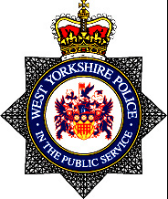 WEST YORKSHIRE POLICE
IN THE PUBLIC SERVICE